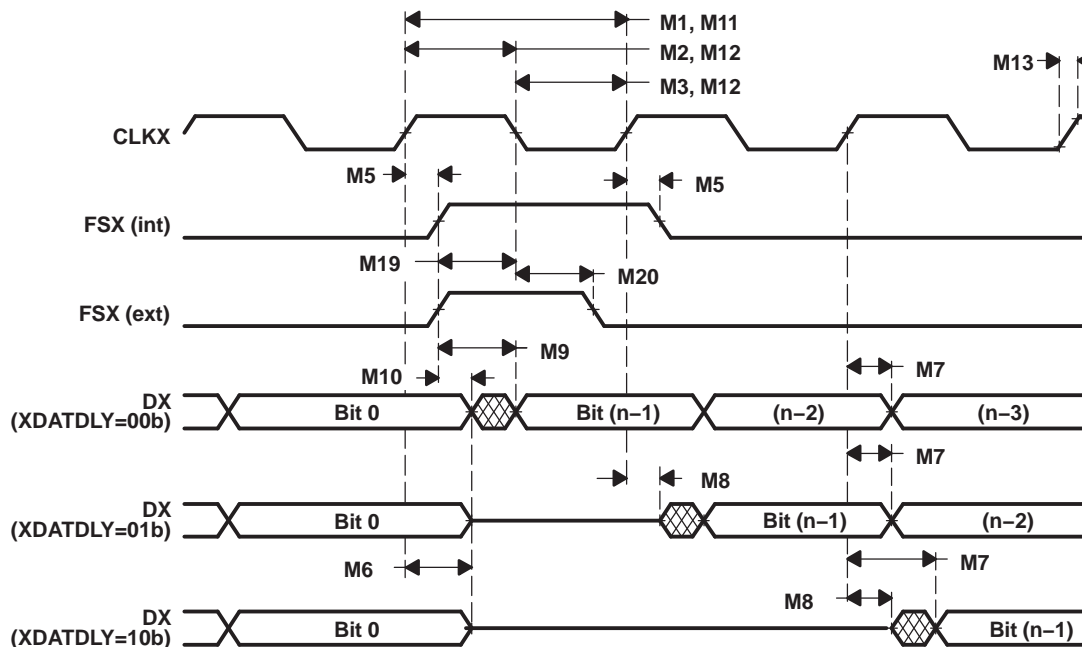 M1, M11
M2, M12
M13
M3, M12
CLKX
M5
M5
FSX (int)
M19
M20
FSX (ext)
M9
M10
M7
DX
(XDATDLY=00b)
Bit 0
Bit (n–1)
(n–2)
(n–3)
M7
M8
DX
(XDATDLY=01b)
Bit 0
Bit (n–1)
(n–2)
M6
M7
M8
DX
(XDATDLY=10b)
Bit 0
Bit (n–1)